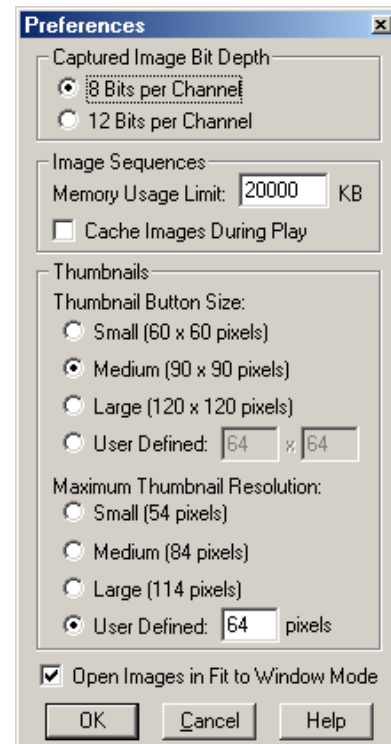 Preferences
Captured Image Bit Depth
8 Bits per Channel
12 Bits per Channel
Image Sequences
Memory Usage Limit: 20000 KB
Cache Images During Play
Thumbnails
Thumbnail Button Size:
Small (60 x 60 pixels)
Medium (90 x 90 pixels)
Large (120 x 120 pixels)
User Defined: 64 x 64
Maximum Thumbnail Resolution:
Small (54 pixels)
Medium (84 pixels)
Large (114 pixels)
User Defined: 64 pixels
Open Images in Fit to Window Mode
OK Cancel Help